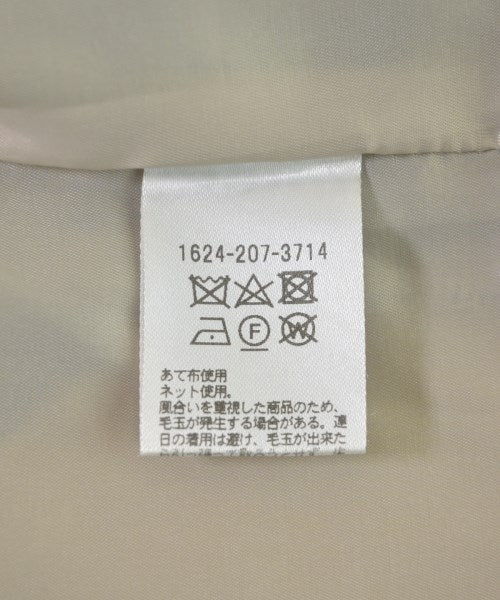 1624-207-3714
F W
あて布使用
ネット使用。
風合いを重視した商品のため、
毛玉が発生する場合がある。連
日の着用は避け、毛玉が出来た